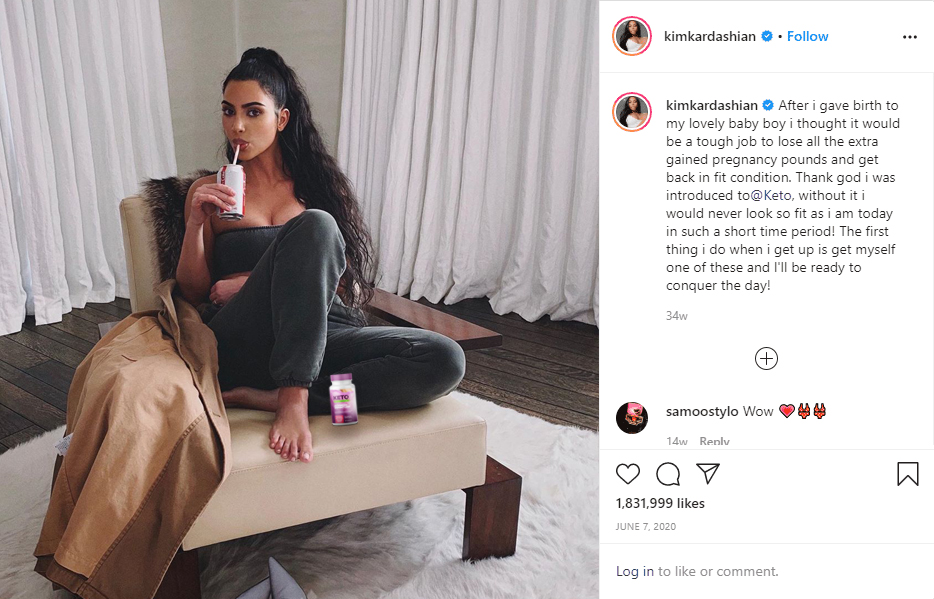 kimkardashian • Follow
kimkardashian After i gave birth to
my lovely baby boy i thought it would
be a tough job to lose all the extra
gained pregnancy pounds and get
back in fit condition. Thank god i was
introduced to@Keto, without it i
would never look so fit as i am today
in such a short time period! The first
thing i do when i get up is get myself
one of these and I'll be ready to
conquer the day!
34w
samoostylo Wow
14w Reply
1,831,999 likes
JUNE 7, 2020
Log in to like or comment.
KETO